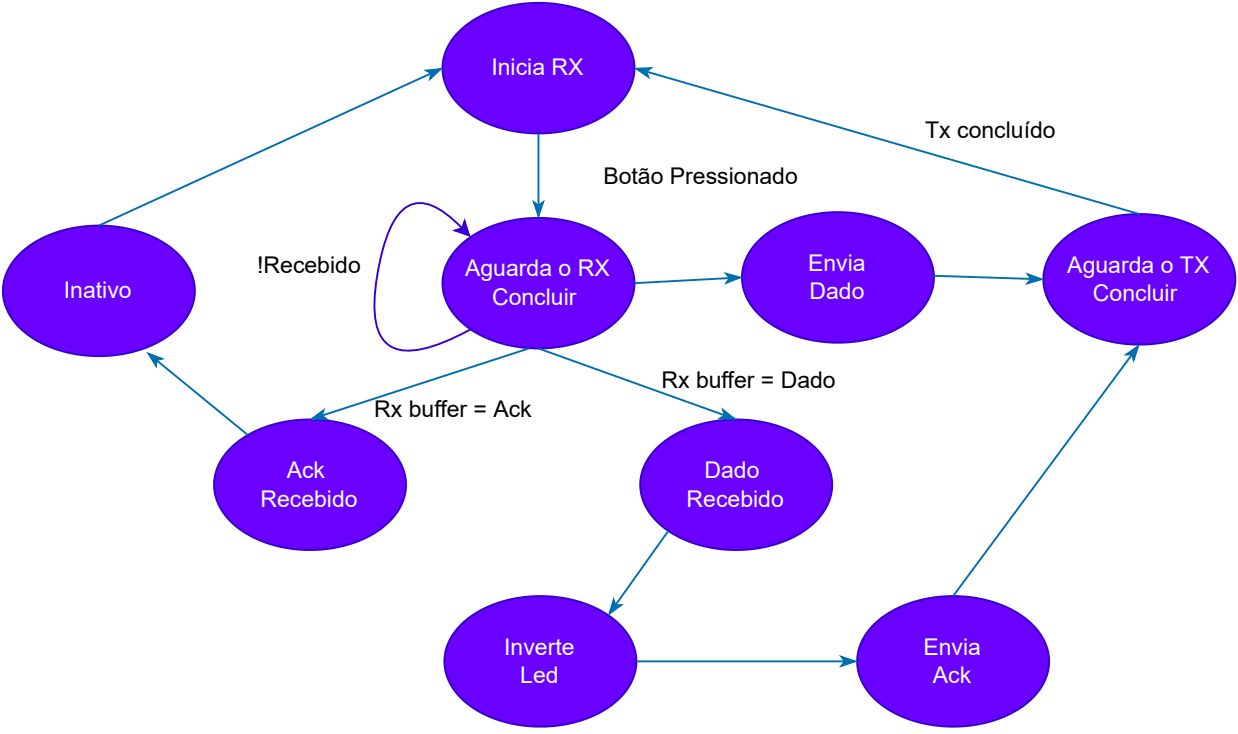 Inicia RX
Tx concluído
Botão Pressionado
!Recebido
Aguarda o RX
Concluir
Envia
Dado
Aguarda o TX
Concluir
Inativo
Rx buffer = Dado
Rx buffer = Ack
Ack
Recebido
Dado
Recebido
Inverte
Led
Envia
Ack